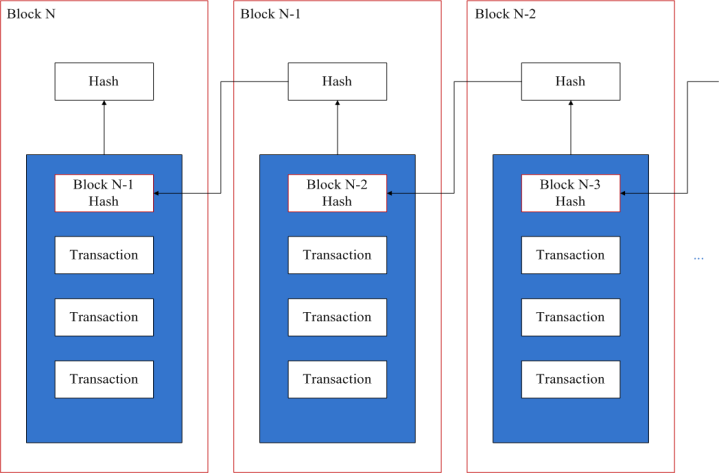 Block N
Block N-1
Block N-2
Hash
Hash
Hash
Block N-1
Hash
Block N-2
Hash
Block N-3
Hash
Transaction
Transaction
Transaction
...
Transaction
Transaction
Transaction
Transaction
Transaction
Transaction